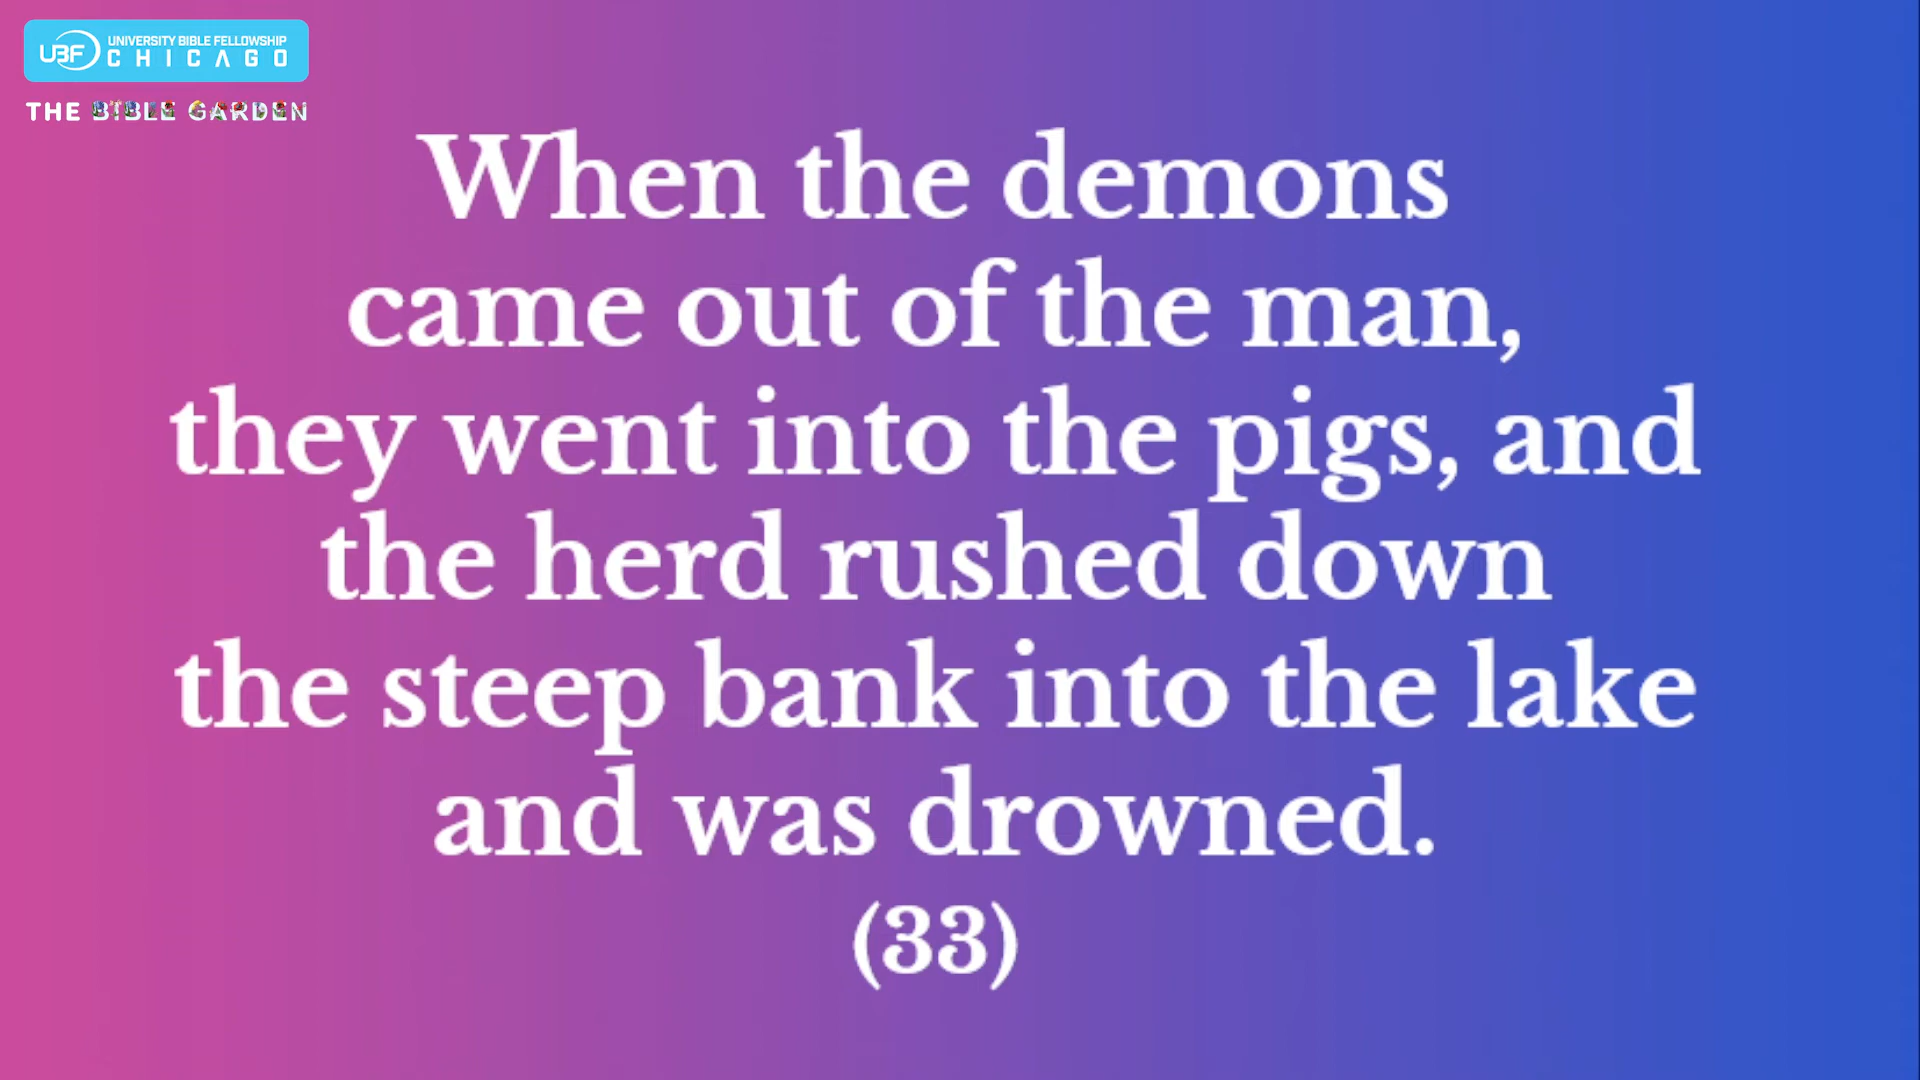 UBF UNIVERSITY BIBLE FELLOWSHIP
CHICAGO
THE BIBLE GARDEN
When the demons
came out of the man,
they went into the pigs, and
the herd rushed down
the steep bank into the lake
and was drowned.
(33)